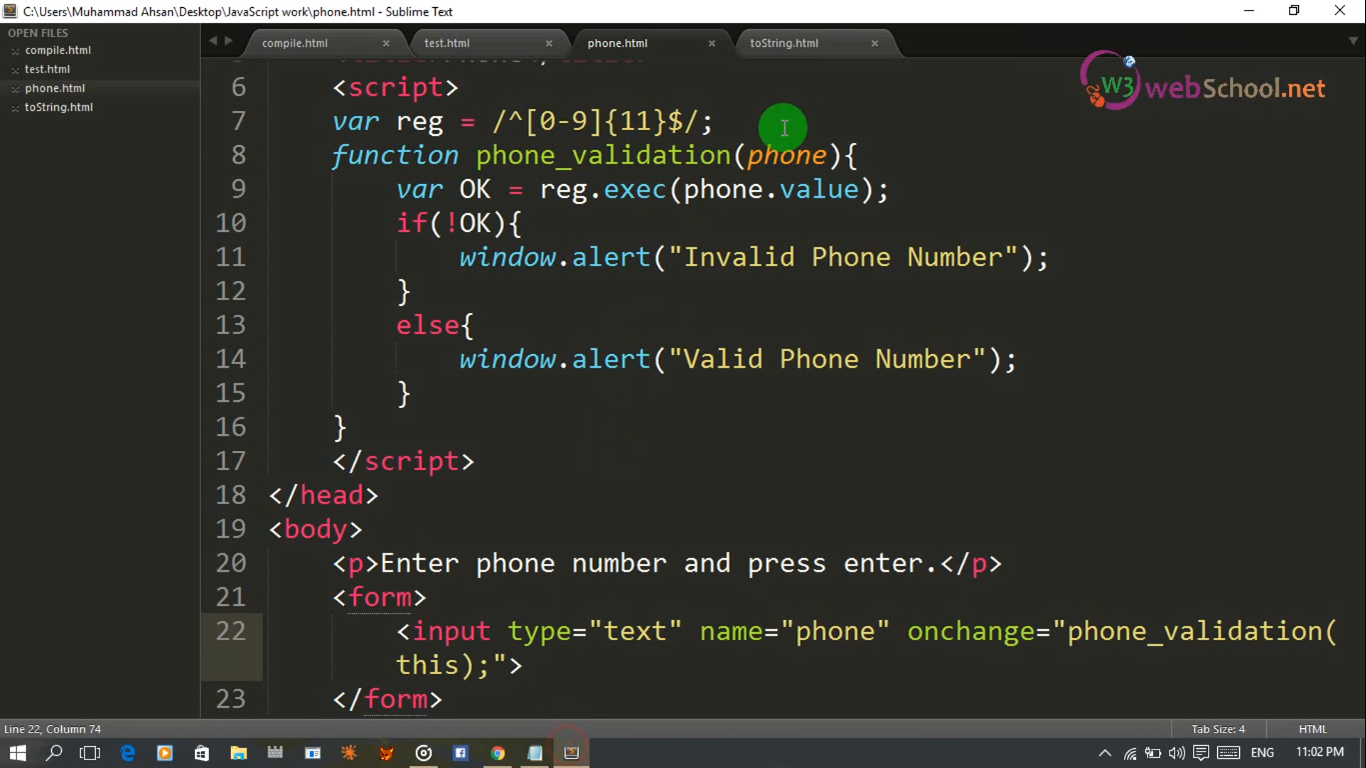 C:\Users\Muhammad Ahsan\Desktop\JavaScript work\phone.html - Sublime Text
OPEN FILES
compile.html
test.html
phone.html
toString.html
compile.html test.html phone.html toString.html
W3 webSchool.net
6 <script>
7 var reg = /^[0-9]{11}$/;
8 function phone_validation(phone){
9 var OK = reg.exec(phone.value);
10 if(!OK){
11 window.alert("Invalid Phone Number");
12 }
13 else{
14 window.alert("Valid Phone Number");
15 }
16 }
17 </script>
18 </head>
19 <body>
20 <p>Enter phone number and press enter.</p>
21 <form>
22 <input type="text" name="phone" onchange="phone_validation(
this);">
23 </form>
Line 22, Column 74 Tab Size: 4 HTML
ENG 11:02 PM